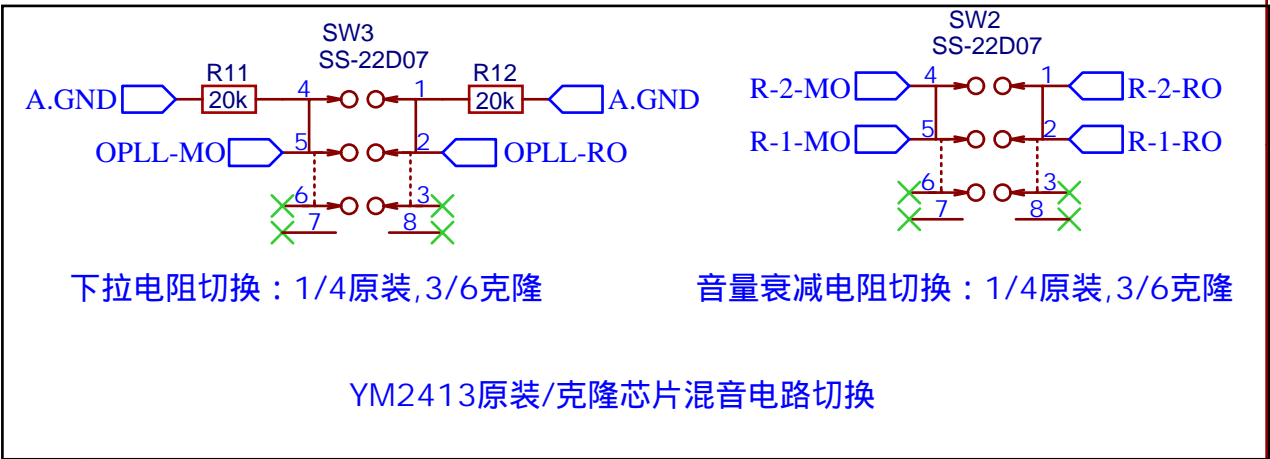 SW3
SS-22D07
SW2
SS-22D07
R11
R12
A.GND
20k
4
1
20k
A.GND
R-2-MO
4
1
R-2-RO
OPLL-MO
5
2
OPLL-RO
R-1-MO
5
2
R-1-RO
6
3
6
3
7
8
7
8
下拉电阻切换：1/4原装,3/6克隆
音量衰减电阻切换：1/4原装,3/6克隆
YM2413原装/克隆芯片混音电路切换